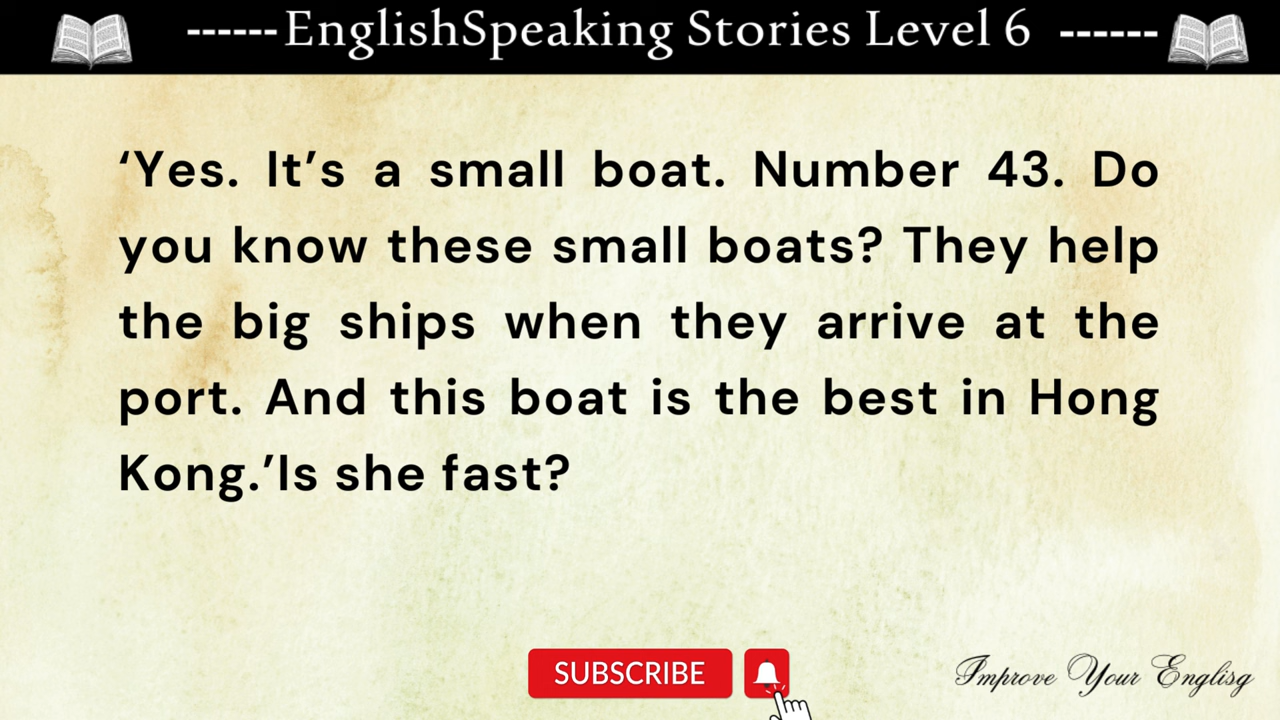 ------EnglishSpeaking Stories Level 6 ------
‘Yes. It’s a small boat. Number 43. Do
you know these small boats? They help
the big ships when they arrive at the
port. And this boat is the best in Hong
Kong.’Is she fast?
SUBSCRIBE
Improve Your Englisg